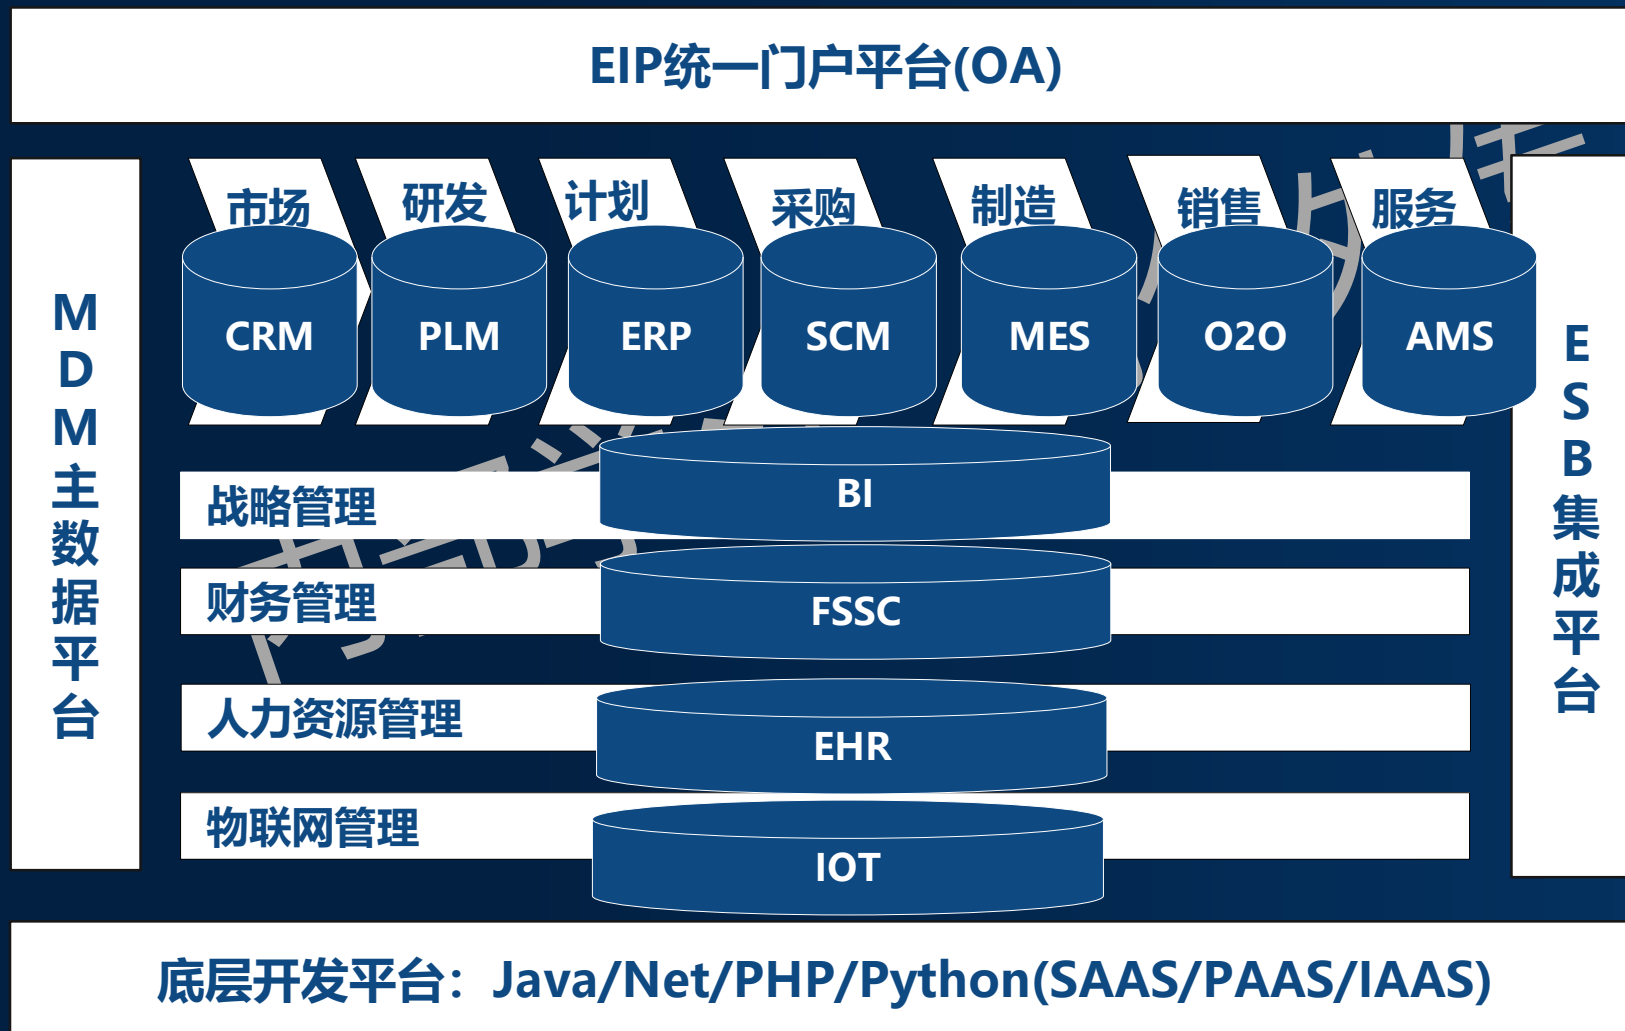 EIP统一门户平台(OA)
市场
研发
计划
采购
制造
销售
服务
CRM
PLM
ERP
SCM
MES
O2O
AMS
MDM主数据平台
ESB集成平台
战略管理
BI
财务管理
FSSC
人力资源管理
EHR
物联网管理
IOT
底层开发平台：Java/Net/PHP/Python(SAAS/PAAS/IAAS)